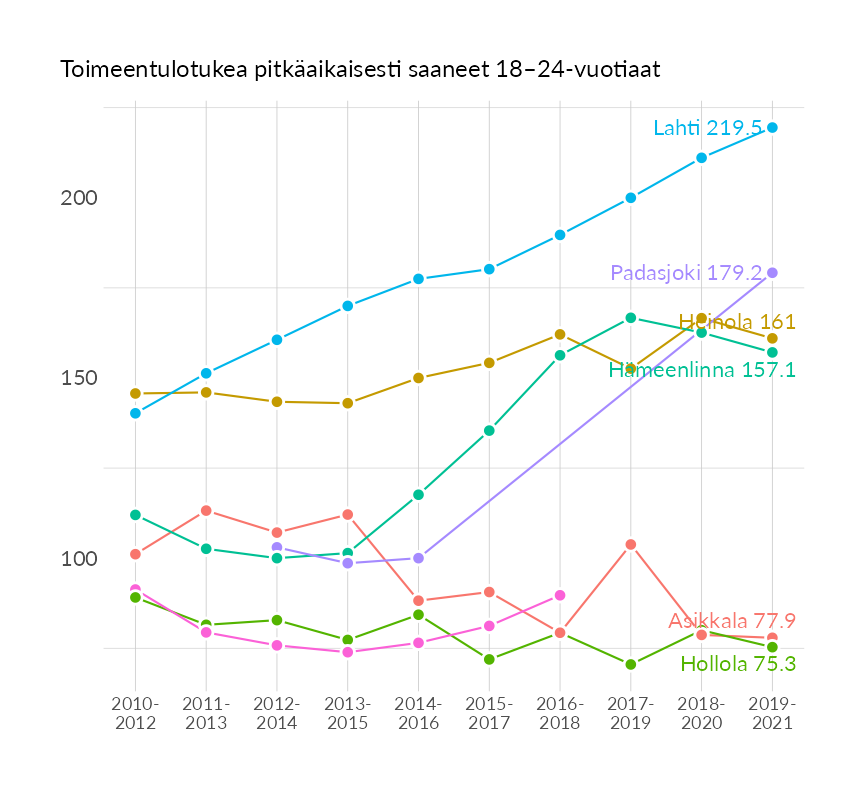 Toimeentulotukea pitkäaikaisesti saaneet 18–24-vuotiaat
Lahti 219.5
200
Padasjoki 179.2
Heinola 161
150
Hämeenlinna 157.1
100
Asikkala 77.9
Hollola 75.3
2010- 2011- 2012- 2013- 2014- 2015- 2016- 2017- 2018- 2019-
2012 2013 2014 2015 2016 2017 2018 2019 2020 2021